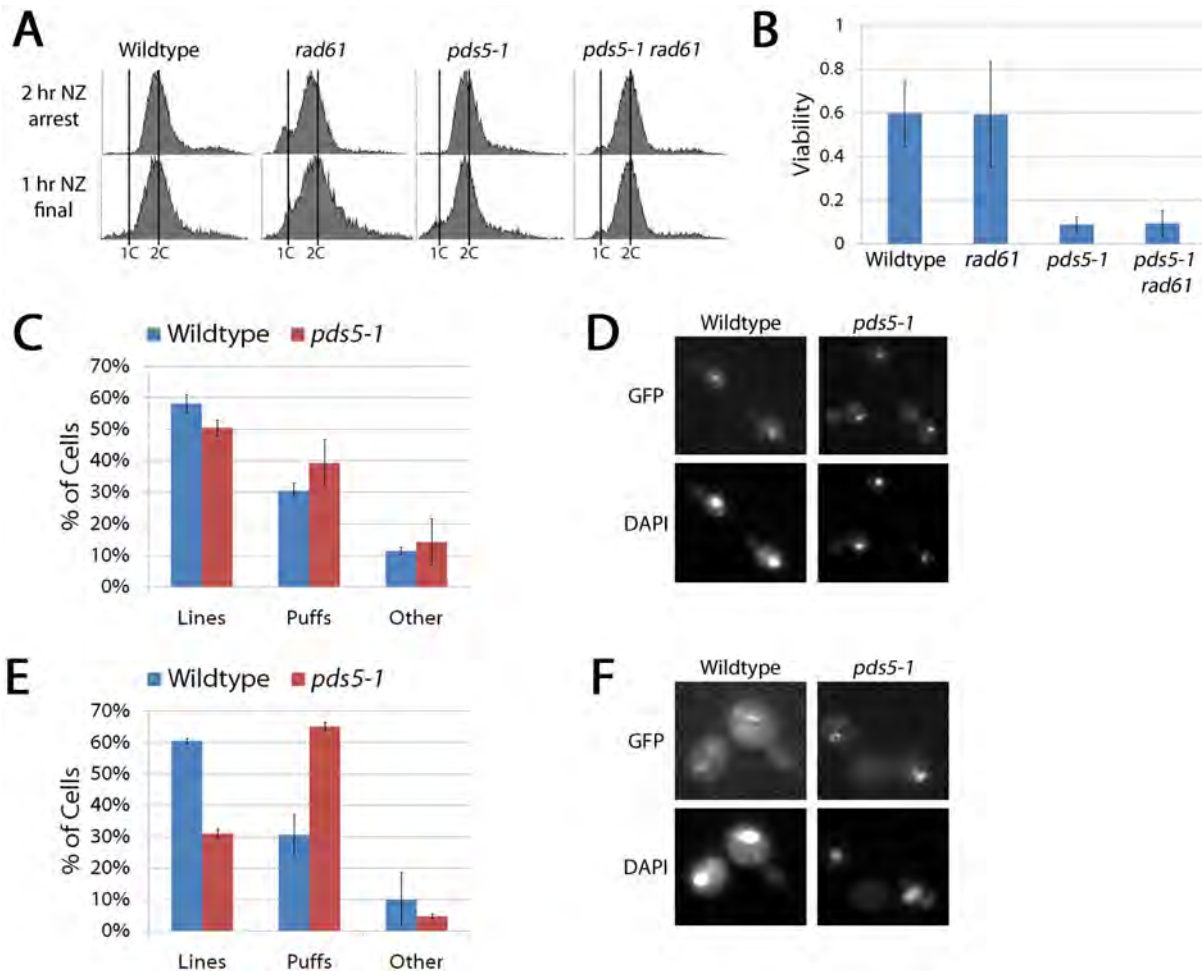 A
Wildtype
rad61
pds5-1
pds5-1 rad61
2 hr NZ
arrest
1 hr NZ
final
1C 2C
1C 2C
1C 2C
1C 2C
B
Viability
1
0.8
0.6
0.4
0.2
0
Wildtype
rad61
pds5-1
pds5-1
rad61
C
Wildtype
pds5-1
% of Cells
70%
60%
50%
40%
30%
20%
10%
0%
Lines
Puffs
Other
D
Wildtype
pds5-1
GFP
DAPI
E
Wildtype
pds5-1
% of Cells
70%
60%
50%
40%
30%
20%
10%
0%
Lines
Puffs
Other
F
Wildtype
pds5-1
GFP
DAPI